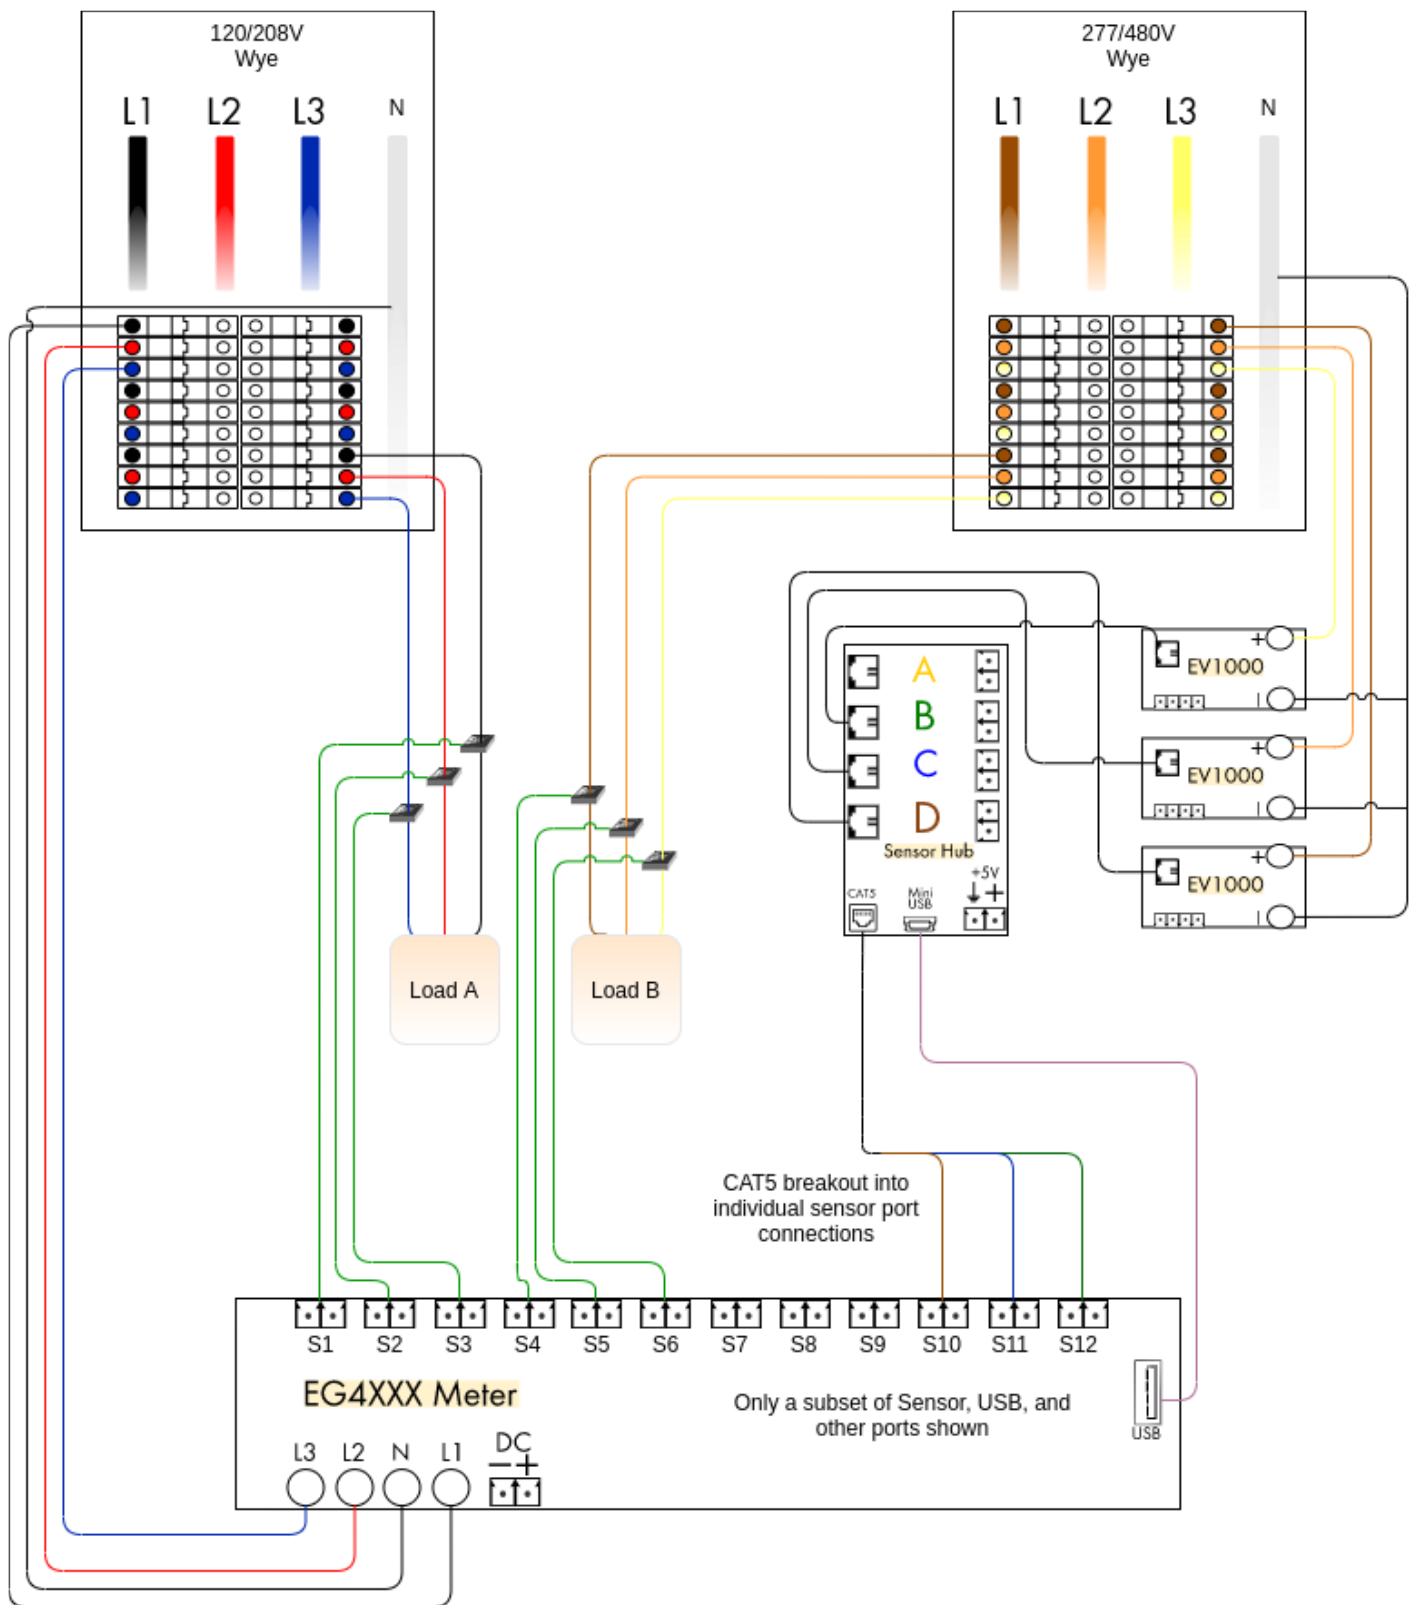 120/208V
Wye
L1 L2 L3 N
277/480V
Wye
L1 L2 L3 N
+
EV1000
−
+
EV1000
−
+
EV1000
−
A
B
C
D
Sensor Hub
+5V
CAT5
Mini
USB
+
Load A
Load B
CAT5 breakout into
individual sensor port
connections
S1 S2 S3 S4 S5 S6 S7 S8 S9 S10 S11 S12
EG4XXX Meter
Only a subset of Sensor, USB, and
other ports shown
USB
L3 L2 N L1
DC
− +